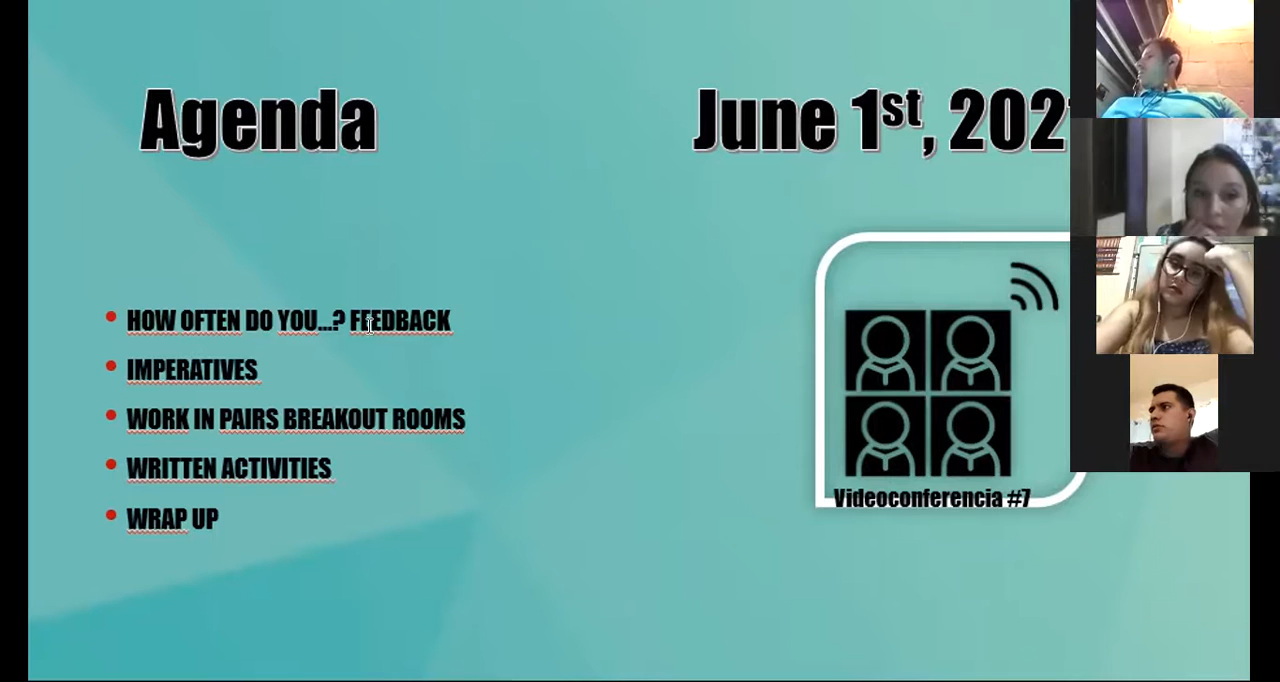 Agenda
June 1st, 202
HOW OFTEN DO YOU...? FEEDBACK
IMPERATIVES
WORK IN PAIRS BREAKOUT ROOMS
WRITTEN ACTIVITIES
WRAP UP
Videoconferencia #7